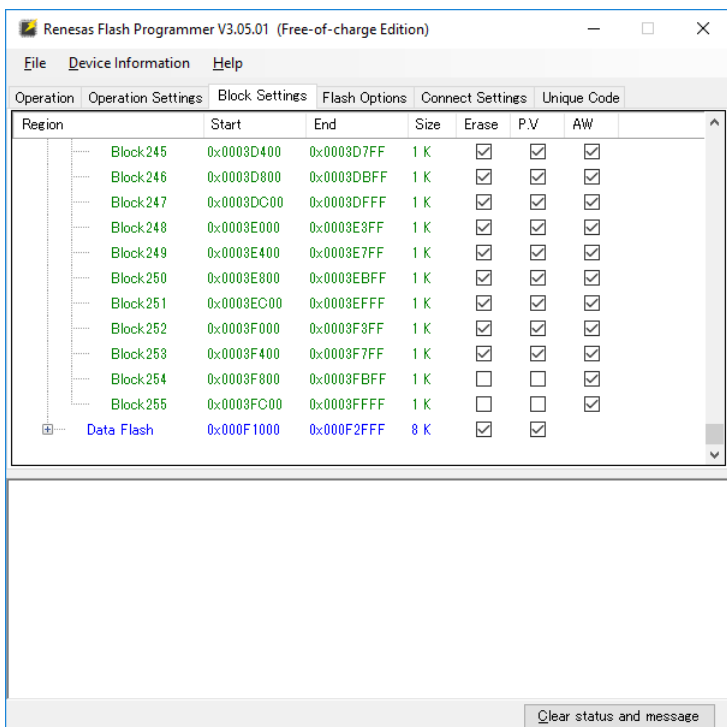 Renesas Flash Programmer V3.05.01 (Free-of-charge Edition)
File Device Information Help
Operation Operation Settings Block Settings Flash Options Connect Settings Unique Code
Region Start End Size Erase P.V AW
Block245 0x0003D400 0x0003D7FF 1 K
Block246 0x0003D800 0x0003DBFF 1 K
Block247 0x0003DC00 0x0003DFFF 1 K
Block248 0x0003E000 0x0003E3FF 1 K
Block249 0x0003E400 0x0003E7FF 1 K
Block250 0x0003E800 0x0003EBFF 1 K
Block251 0x0003EC00 0x0003EFFF 1 K
Block252 0x0003F000 0x0003F3FF 1 K
Block253 0x0003F400 0x0003F7FF 1 K
Block254 0x0003F800 0x0003FBFF 1 K
Block255 0x0003FC00 0x0003FFFF 1 K
Data Flash 0x000F1000 0x000F2FFF 8 K
Clear status and message